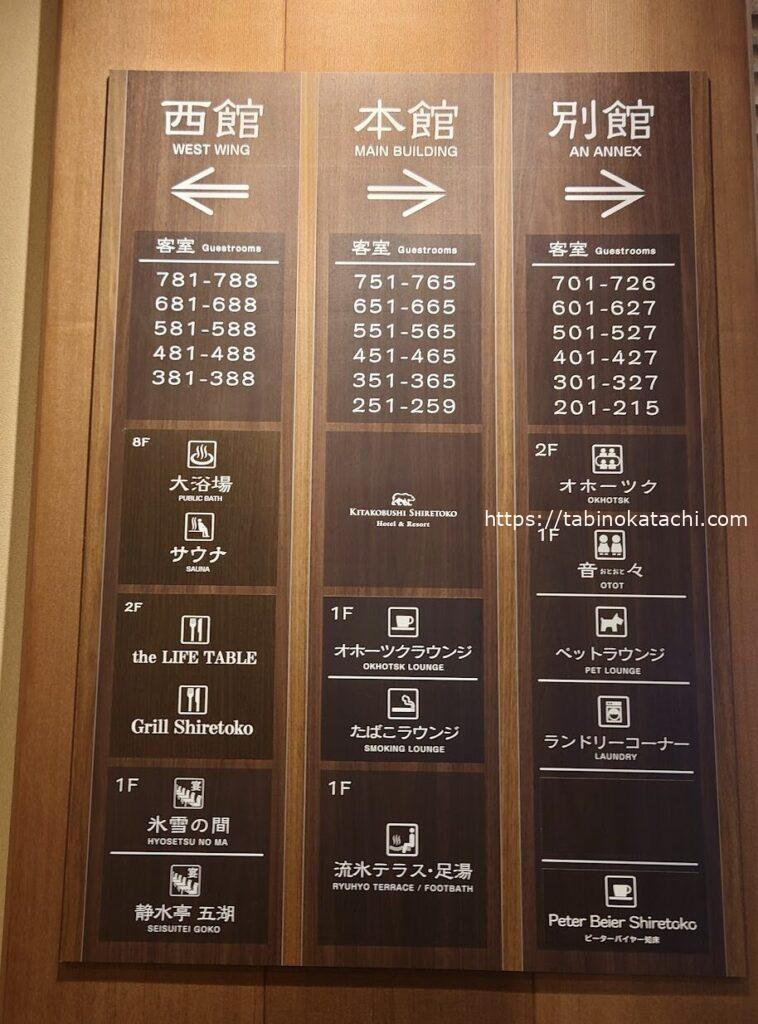 西館
WEST WING
客室 Guestrooms
781-788
681-688
581-588
481-488
381-388
8F
大浴場
PUBLIC BATH
サウナ
SAUNA
2F
the LIFE TABLE
Grill Shiretoko
1F
宴
氷雪の間
HYOSETSU NO MA
宴
静水亭 五湖
SEISUITEI GOKO
本館
MAIN BUILDING
客室 Guestrooms
751-765
651-665
551-565
451-465
351-365
251-259
KITAKOBUSHI SHIRETOKO
Hotel & Resort
1F
オホーツクラウンジ
OKHOTSK LOUNGE
たばこラウンジ
SMOKING LOUNGE
1F
流氷テラス・足湯
RYUHYO TERRACE / FOOTBATH
別館
AN ANNEX
客室 Guestrooms
701-726
601-627
501-527
401-427
301-327
201-215
2F
オホーツク
OKHOTSK
https://tabinokatachi.com
1F
音おとおと々
OTOT
ペットラウンジ
PET LOUNGE
ランドリーコーナー
LAUNDRY
Peter Beier Shiretoko
ピーターバイヤー知床